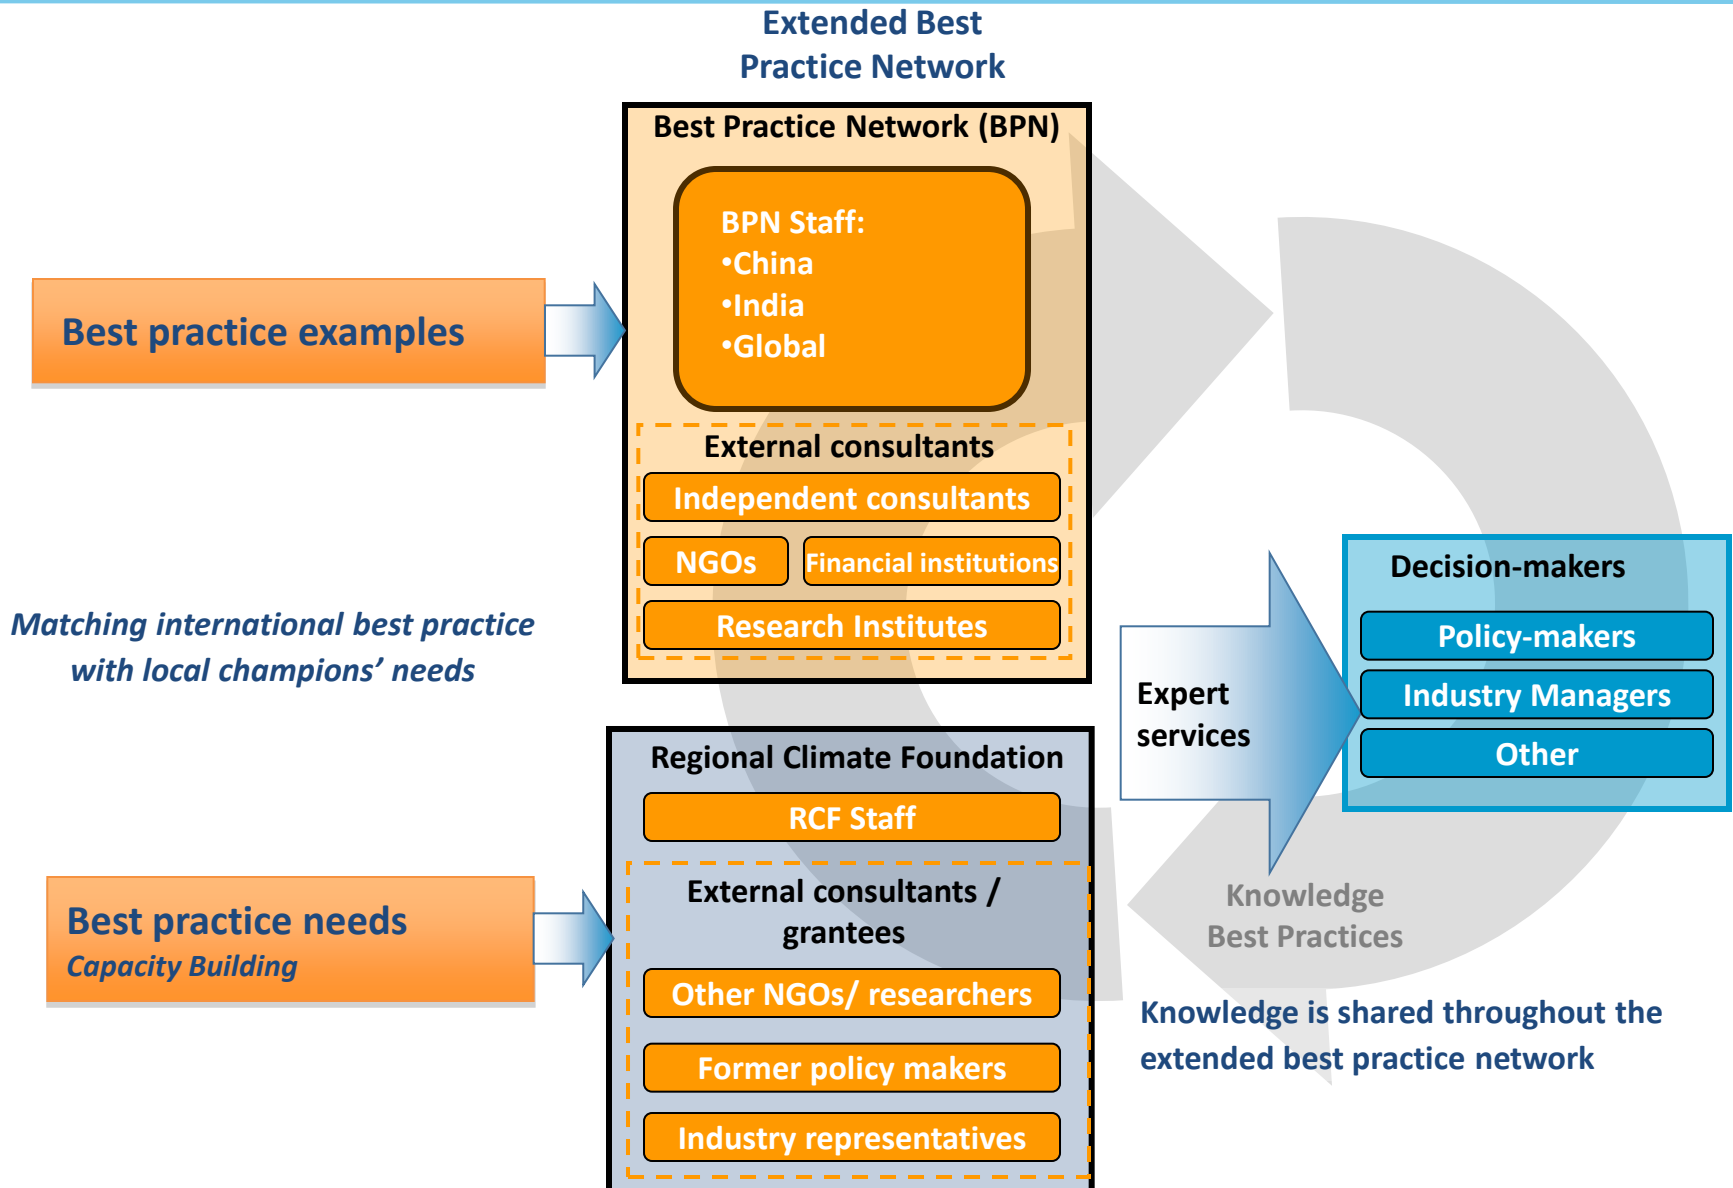 Extended Best
Practice Network
Best Practice Network (BPN)
BPN Staff:
•China
•India
•Global
Best practice examples
External consultants
Independent consultants
NGOs
Financial institutions
Research Institutes
Matching international best practice
with local champions’ needs
Expert
services
Decision-makers
Policy-makers
Industry Managers
Other
Regional Climate Foundation
RCF Staff
External consultants /
grantees
Other NGOs/ researchers
Former policy makers
Industry representatives
Best practice needs
Capacity Building
Knowledge
Best Practices
Knowledge is shared throughout the
extended best practice network